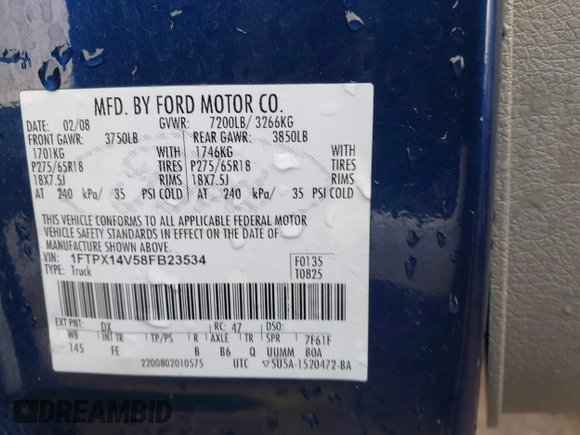 MFD. BY FORD MOTOR CO.
DATE: 02/08 GVWR: 7200LB/ 3266KG
FRONT GAWR: 3750LB REAR GAWR: 3850LB
1701KG WITH 1746KG WITH
P275/65R18 TIRES P275/65R18 TIRES
18X7.5J RIMS 18X7.5J RIMS
AT 240 kPa/ 35 PSI COLD AT 240 kPa/ 35 PSI COLD
THIS VEHICLE CONFORMS TO ALL APPLICABLE FEDERAL MOTOR
VEHICLE SAFETY STANDARDS IN EFFECT ON THE DATE OF
MANUFACTURE SHOWN ABOVE.
VIN: 1FTPX14V58FB23534
TYPE: Truck
F0135
T0825
EXT PNT: DX RC: 47 DSO:
WB INT TR TP/PS R AXLE TR SPR 7F61F
145 FE B B6 Q UUMM BOA
2200802010575 UTC 5U5A-1520472-BA
DREAMBID